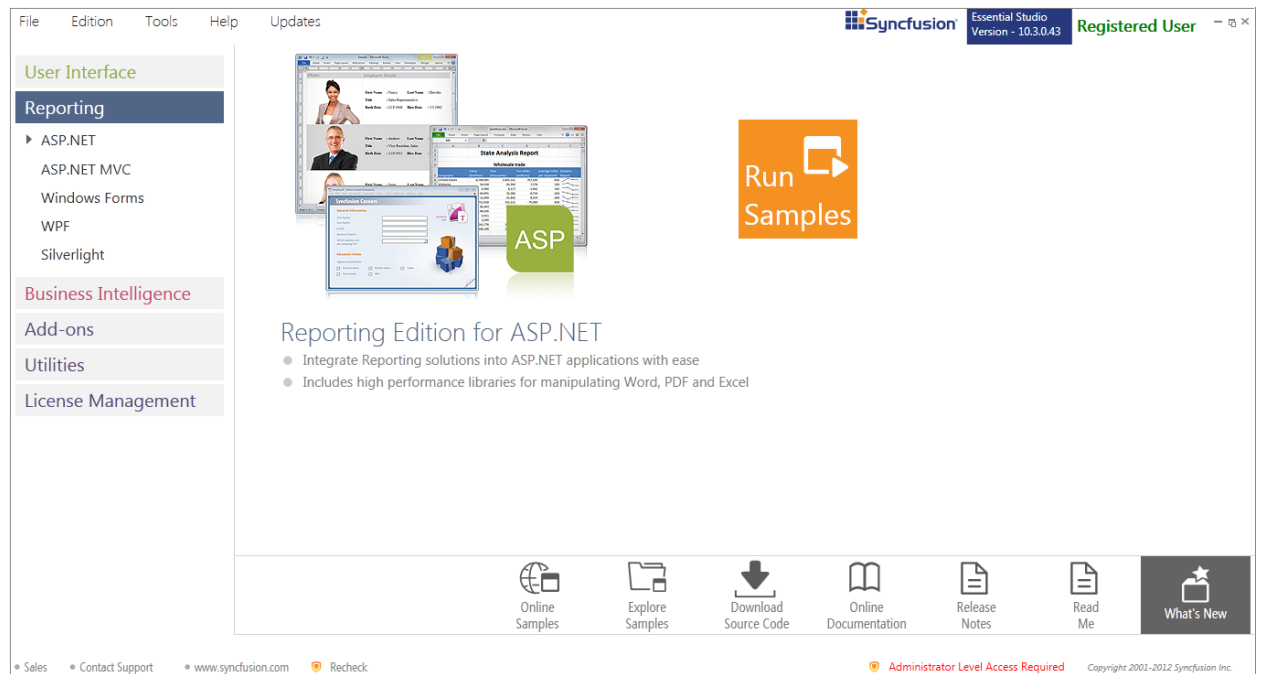 File Edition Tools Help Updates
Syncfusion
Essential Studio
Version - 10.3.0.43
Registered User
User Interface
Reporting
ASP.NET
ASP.NET MVC
Windows Forms
WPF
Silverlight
Business Intelligence
Add-ons
Utilities
License Management
State Analysis Report
Wholesale trade
Syncfusion Careers
ASP
Run
Samples
Reporting Edition for ASP.NET
Integrate Reporting solutions into ASP.NET applications with ease
Includes high performance libraries for manipulating Word, PDF and Excel
Online
Samples
Explore
Samples
Download
Source Code
Online
Documentation
Release
Notes
Read
Me
What's New
Sales Contact Support www.syncfusion.com Recheck
Administrator Level Access Required Copyright 2001-2012 Syncfusion Inc.